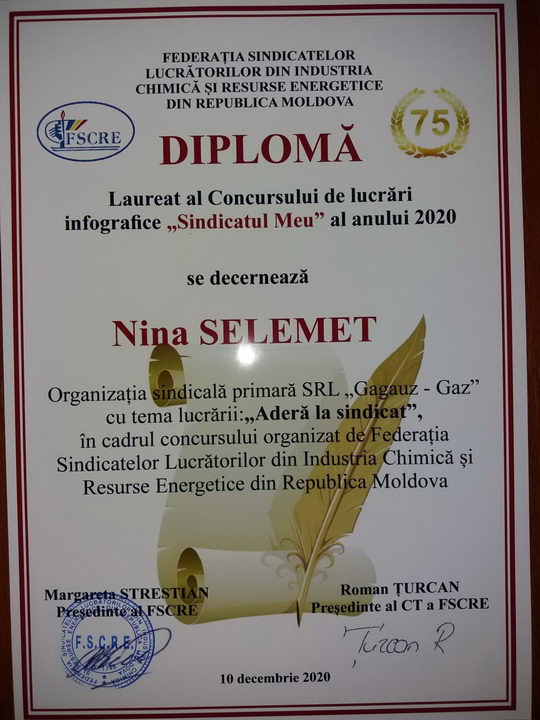 FEDERAȚIA SINDICATELOR
LUCRĂTORILOR DIN INDUSTRIA
CHIMICĂ ȘI RESURSE ENERGETICE
DIN REPUBLICA MOLDOVA
FSCRE
75
DIPLOMĂ
Laureat al Concursului de lucrări
infografice „Sindicatul Meu” al anului 2020
se decernează
Nina SELEMET
Organizația sindicală primară SRL „Gagauz - Gaz”
cu tema lucrării:„Aderă la sindicat”,
în cadrul concursului organizat de Federația
Sindicatelor Lucrătorilor din Industria Chimică și
Resurse Energetice din Republica Moldova
Margareta STRESTIAN
Președinte al FSCRE
Roman ȚURCAN
Președinte al CT a FSCRE
F.S.C.R.E.
Țurcan R
10 decembrie 2020